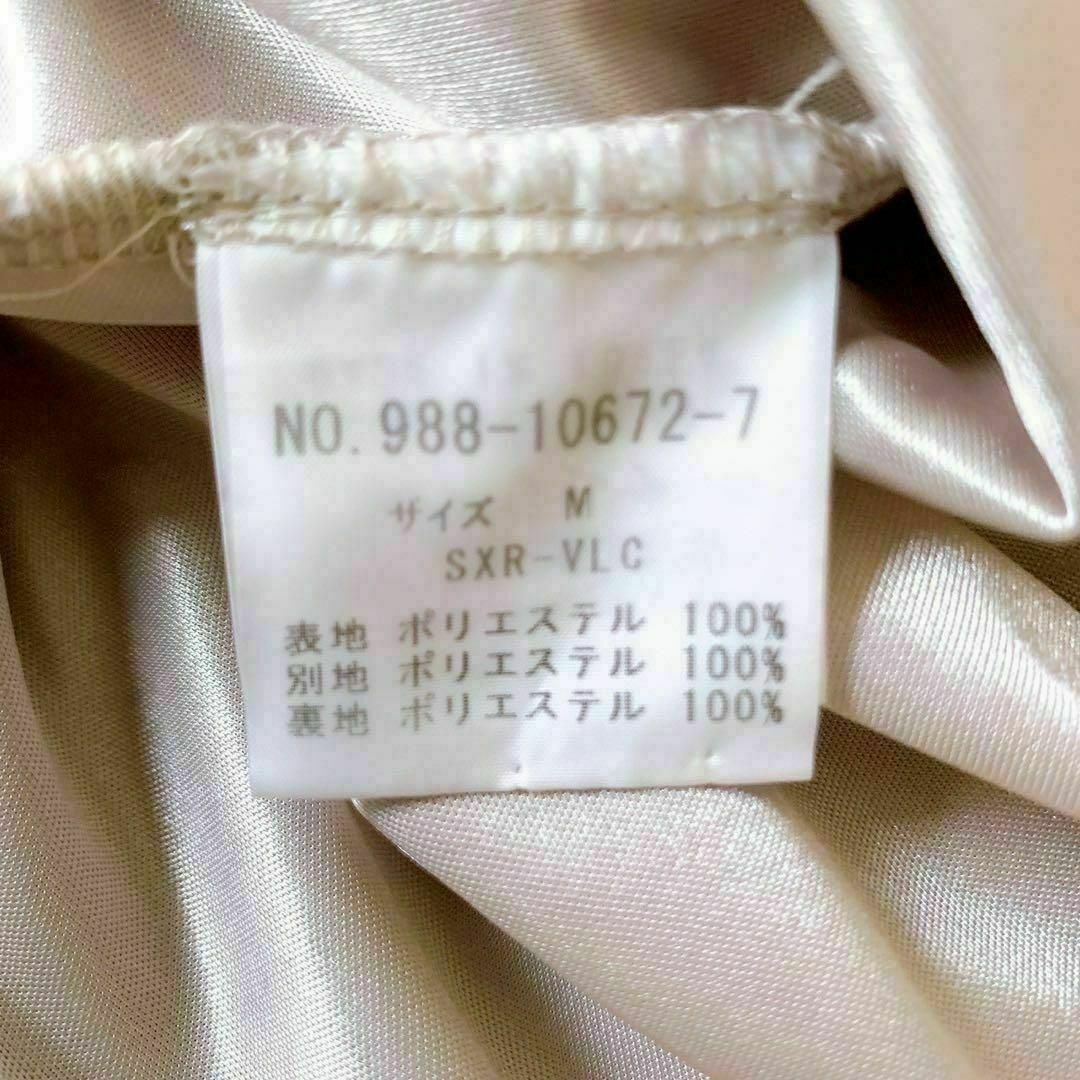 NO. 988-10672-7
サイズ M
SXR-VLC
表地 ポリエステル 100%
別地 ポリエステル 100%
裏地 ポリエステル 100%